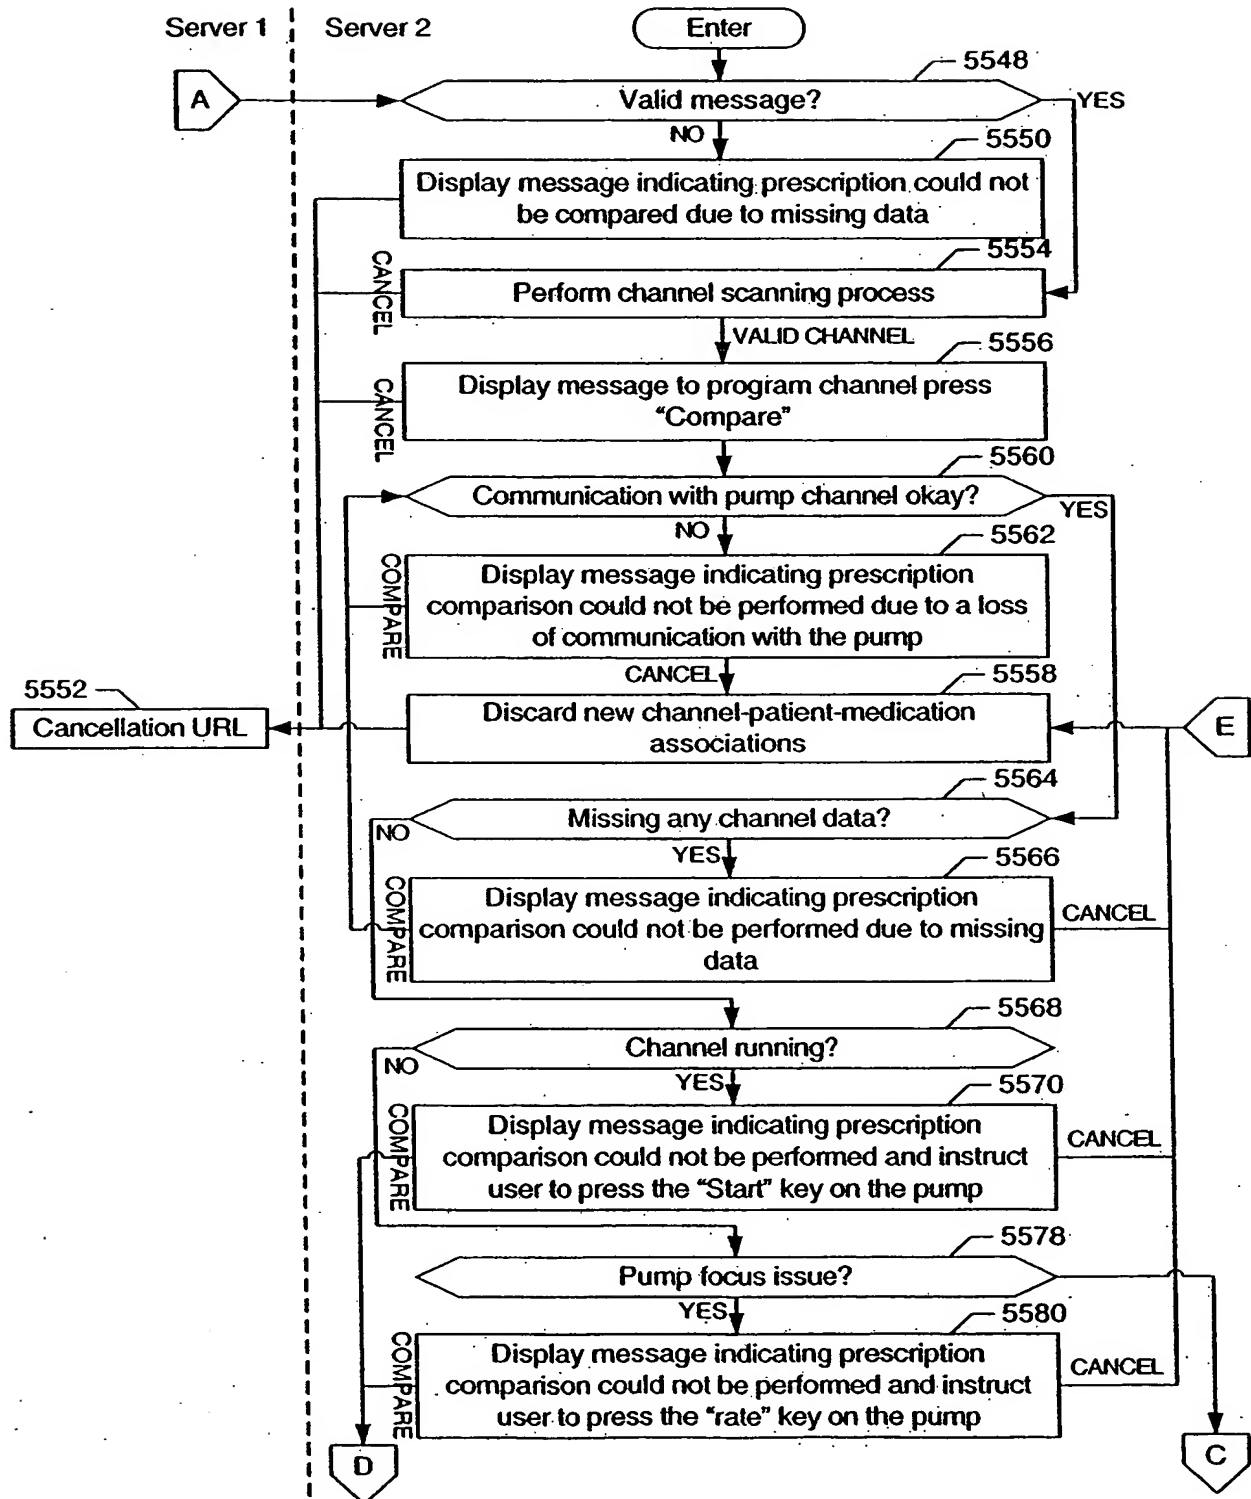 Server 1
Server 2
Enter
5548
A
Valid message?
YES
NO
5550
Display message indicating prescription could not
be compared due to missing data
5554
CANCEL
Perform channel scanning process
VALID CHANNEL
5556
CANCEL
Display message to program channel press
“Compare”
5560
Communication with pump channel okay?
YES
NO
5562
COMPARE
Display message indicating prescription
comparison could not be performed due to a loss
of communication with the pump
CANCEL
5558
5552
Cancellation URL
Discard new channel-patient-medication
associations
E
5564
Missing any channel data?
NO
YES
5566
COMPARE
Display message indicating prescription
comparison could not be performed due to missing
data
CANCEL
5568
Channel running?
NO
YES
5570
COMPARE
Display message indicating prescription
comparison could not be performed and instruct
user to press the “Start” key on the pump
CANCEL
5578
Pump focus issue?
YES
5580
COMPARE
Display message indicating prescription
comparison could not be performed and instruct
user to press the “rate” key on the pump
CANCEL
D
C